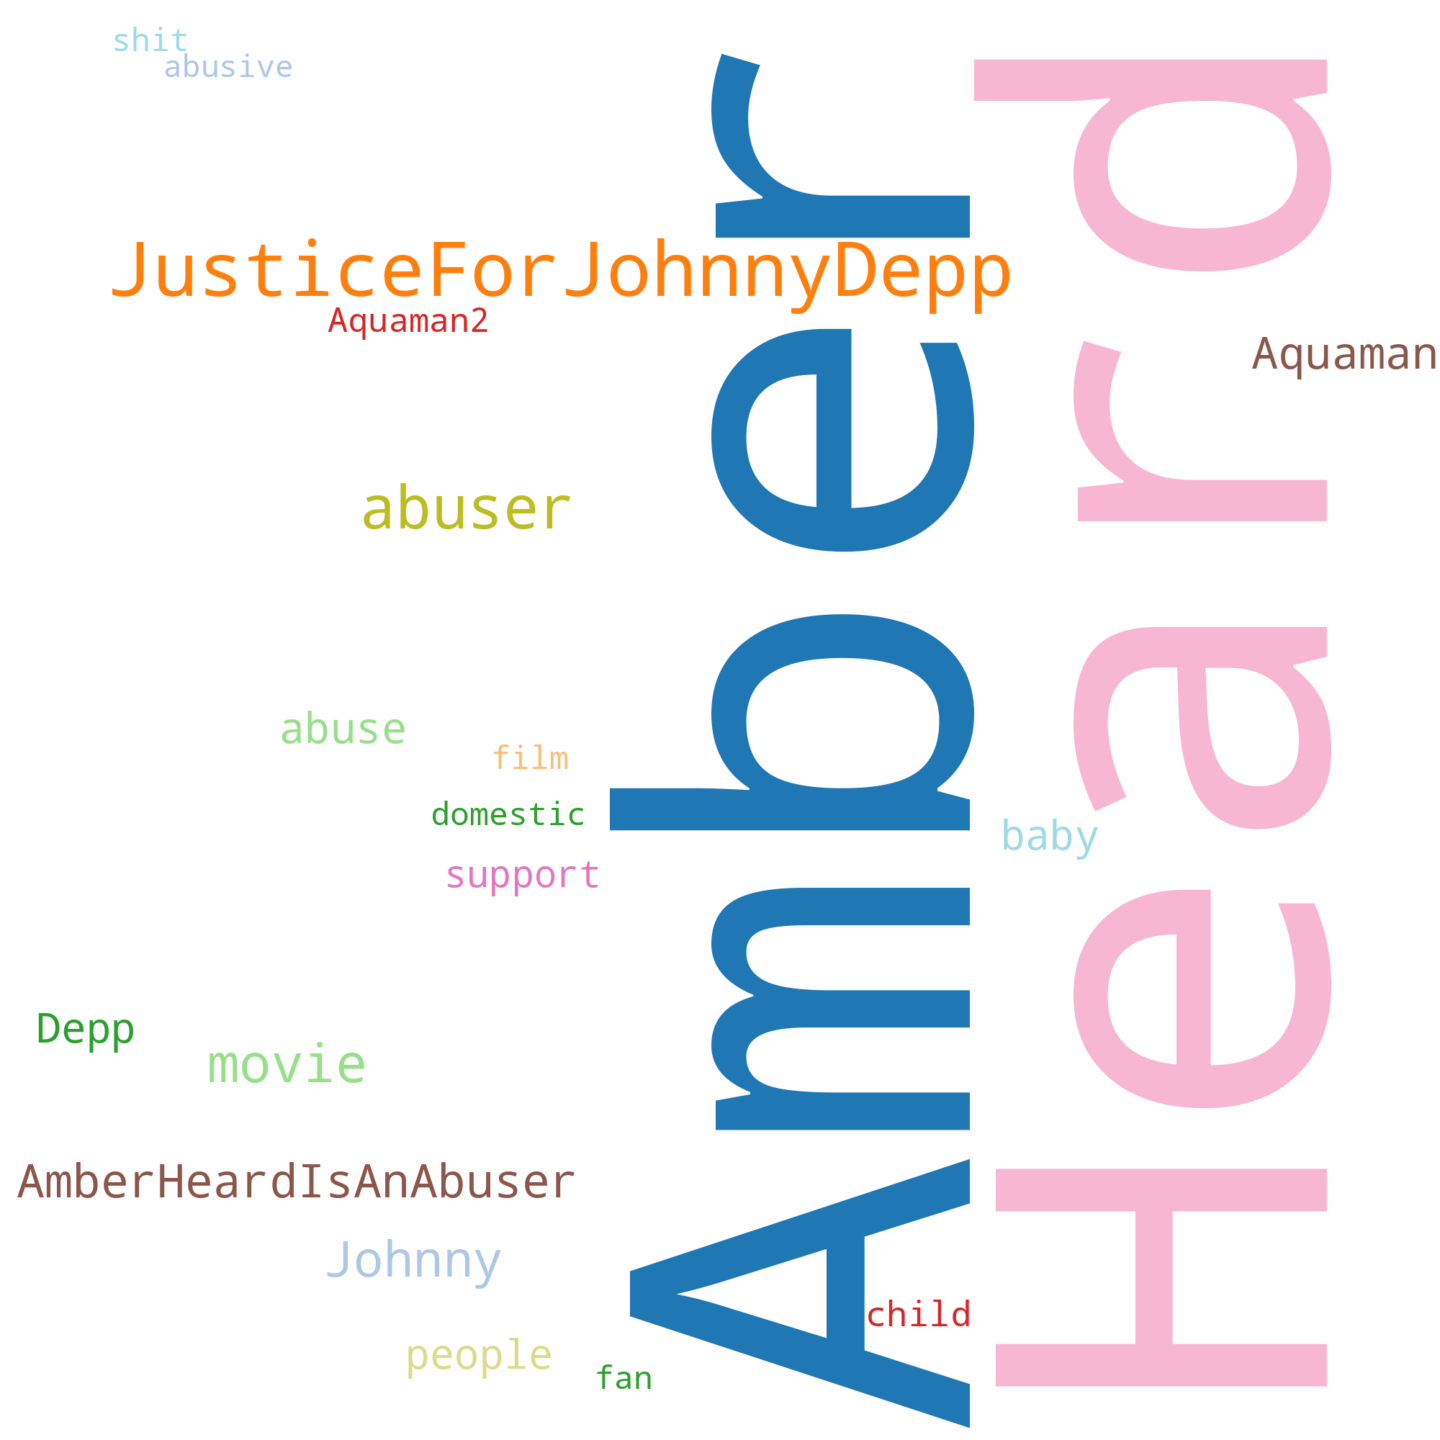 shit
abusive
JusticeForJohnnyDepp
Aquaman2
Aquaman
abuser
abuse
film
domestic
baby
support
Depp
movie
AmberHeardIsAnAbuser
Johnny
child
people
fan
Amber
Heard